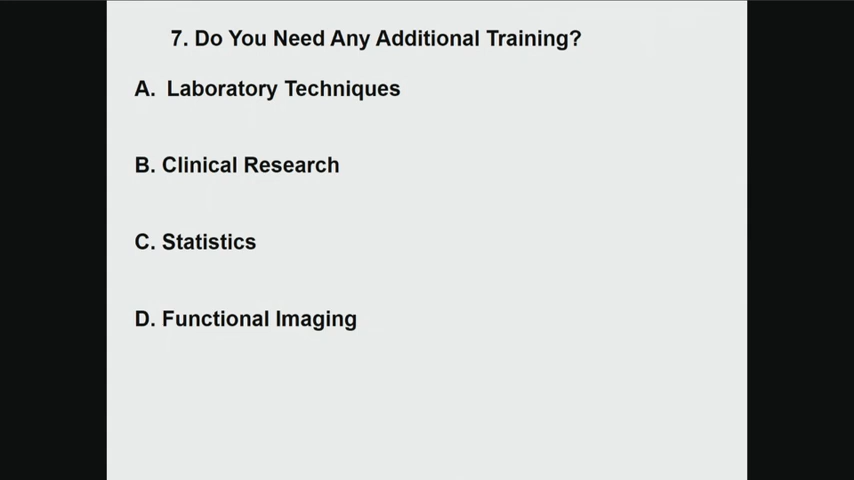 7. Do You Need Any Additional Training?
A. Laboratory Techniques
B. Clinical Research
C. Statistics
D. Functional Imaging